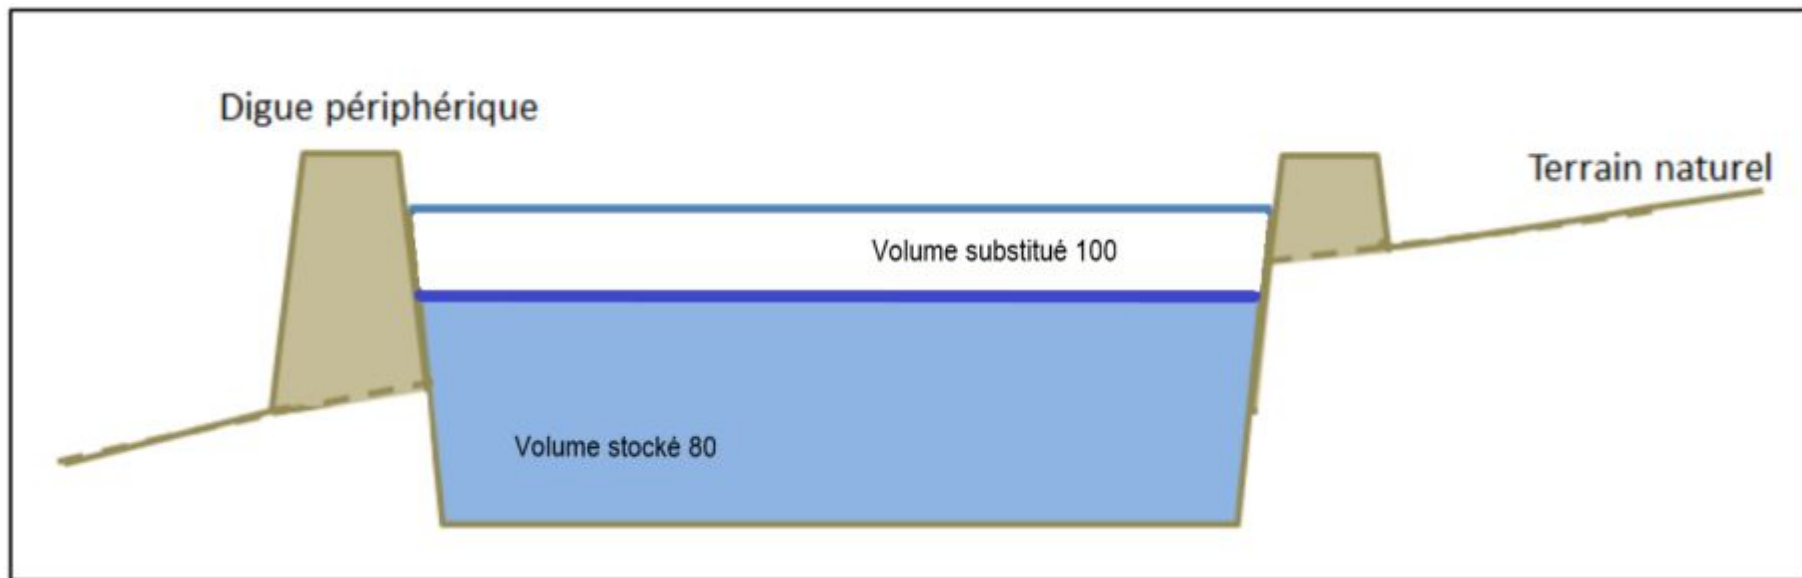 Digue périphérique
Terrain naturel
Volume substitué 100
Volume stocké 80